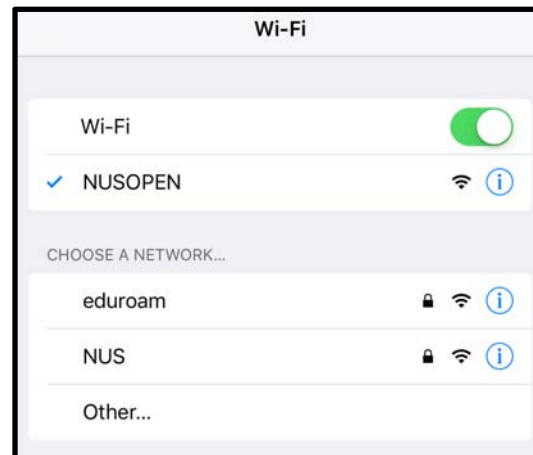 Wi-Fi
Wi-Fi
NUSOPEN
CHOOSE A NETWORK...
eduroam
NUS
Other...